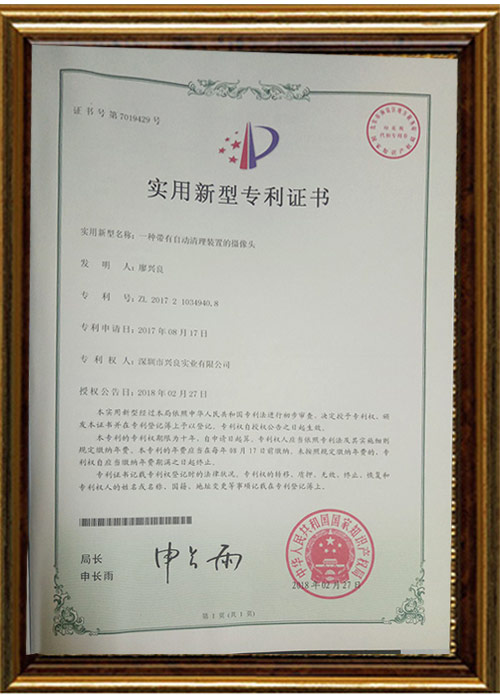 证书号第7019429号
实用新型专利证书
实用新型名称：一种带有自动清理装置的摄像头
发明人：廖兴良
专利号：ZL 2017 2 1034940.8
专利申请日：2017年08月17日
专利权人：深圳市兴良实业有限公司
授权公告日：2018年02月27日
本实用新型经过本局依照中华人民共和国专利法进行初步审查，决定授予专利权，颁
发本证书并在专利登记簿上予以登记。专利权自授权公告之日起生效。
本专利的专利权期限为十年，自申请日起算。专利权人应当依照专利法及其实施细则
规定缴纳年费。本专利的年费应当在每年08月17日前缴纳。未按照规定缴纳年费的，专
利权自应当缴纳年费期满之日起终止。
专利证书记载专利权登记时的法律状况。专利权的转移、质押、无效、终止、恢复和
专利权人的姓名或名称、国籍、地址变更等事项记载在专利登记簿上。
局长
申长雨
申长雨
中华人民共和国国家知识产权局
2018年02月27日
第1页(共1页)